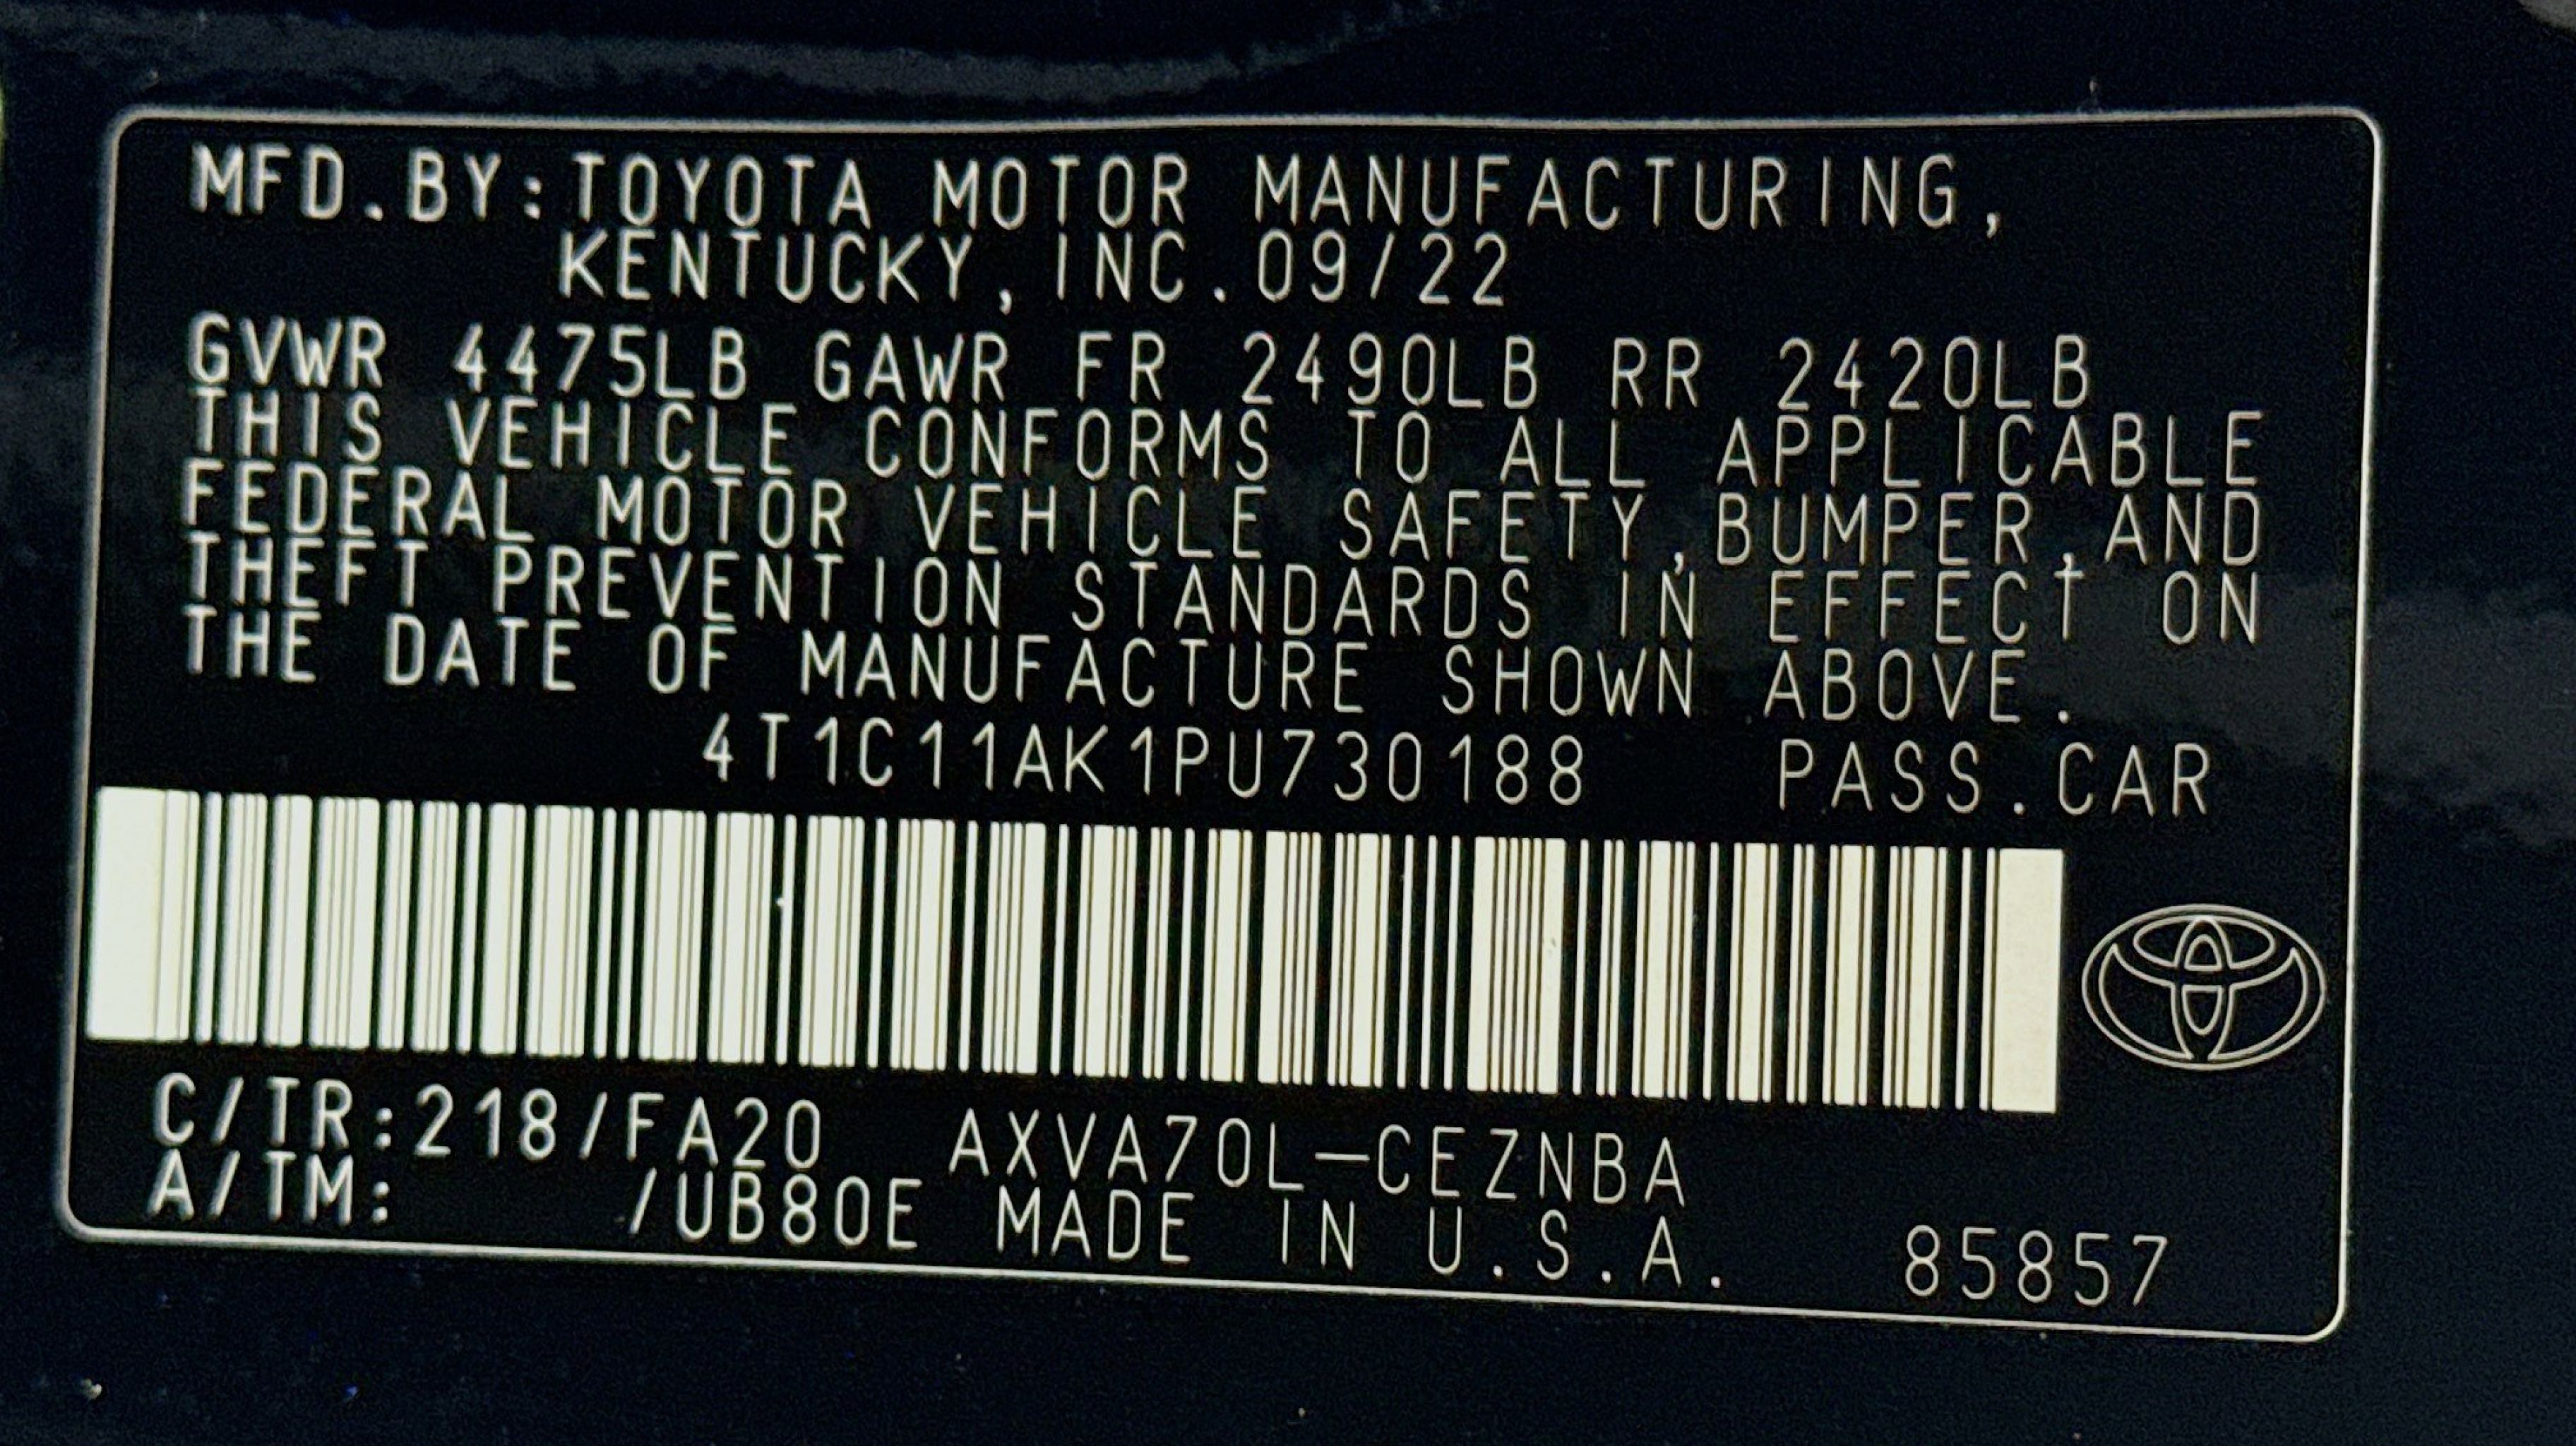 MFD.BY:TOYOTA MOTOR MANUFACTURING,
KENTUCKY, INC.09/22
GVWR 4475LB GAWR FR 2490LB RR 2420LB
THIS VEHICLE CONFORMS TO ALL APPLICABLE
FEDERAL MOTOR VEHICLE SAFETY,BUMPER,AND
THEFT PREVENTION STANDARDS IN EFFECT ON
THE DATE OF MANUFACTURE SHOWN ABOVE.
4T1C11AK1PU730188 PASS.CAR
C/TR:218/FA20 AXVA70L-CEZNBA
A/TM: /UB80E MADE IN U.S.A. 85857